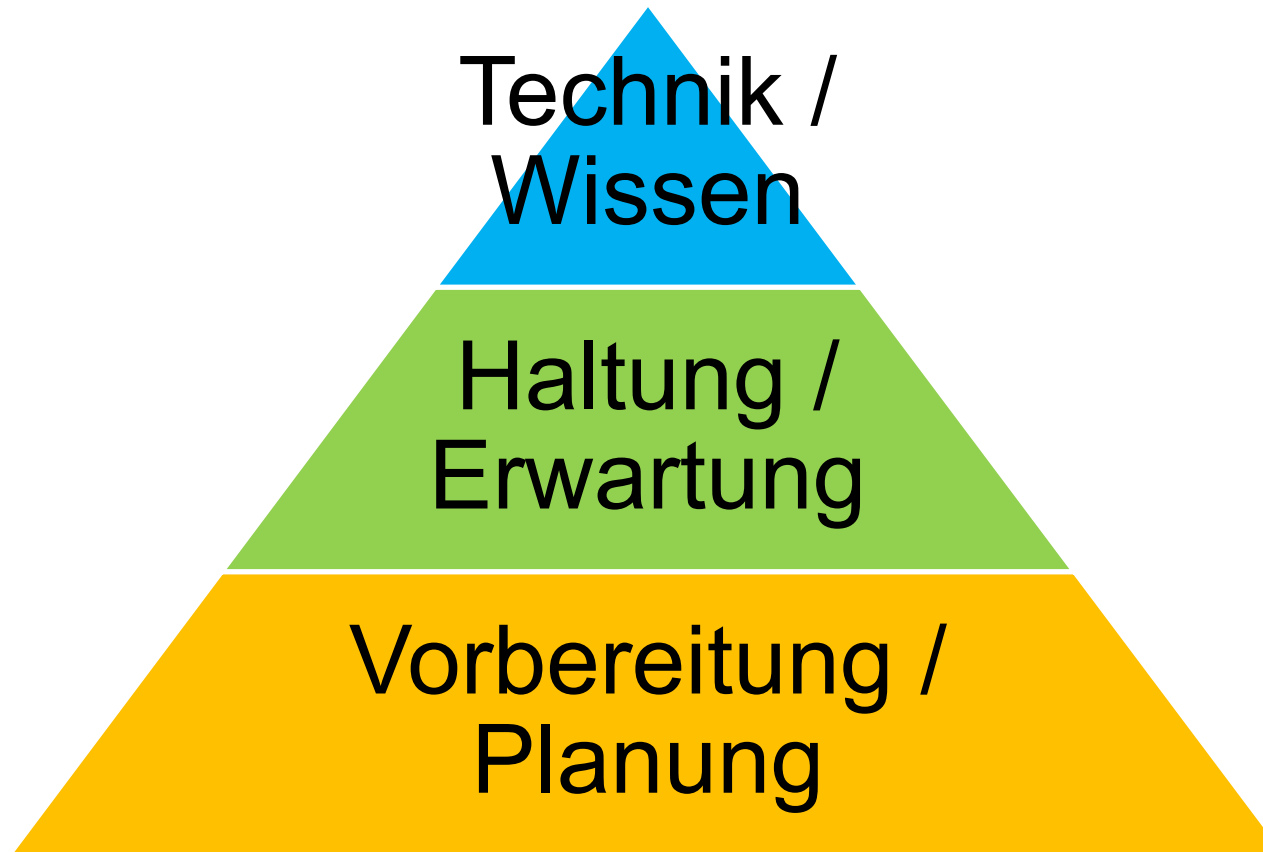 Technik /
Wissen
Haltung /
Erwartung
Vorbereitung /
Planung